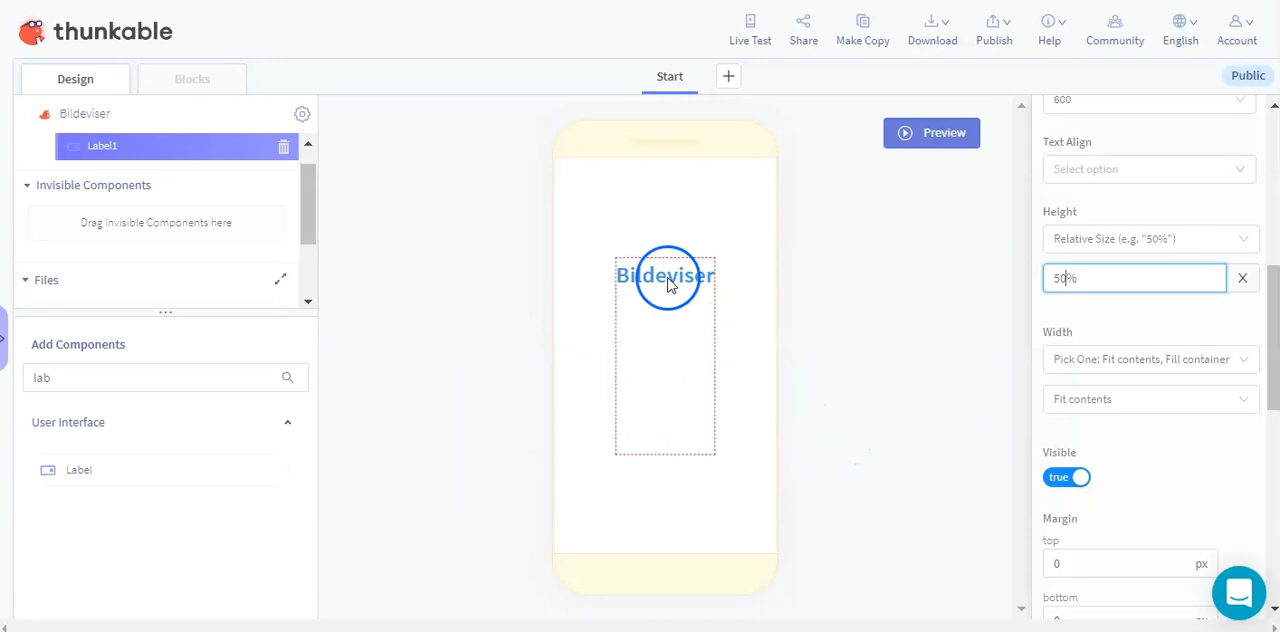 thunkable
Live Test
Share
Make Copy
Download
Publish
Help
Community
English
Account
Design
Blocks
Start
Public
Bildeviser
Label1
Invisible Components
Drag Invisible Components here
Files
Add Components
lab
User Interface
Label
Preview
Bildeviser
600
Text Align
Select option
Height
Relative Size (e.g. "50%")
50%
Width
Pick One: Fit contents, Fill container
Fit contents
Visible
true
Margin
top
0 px
bottom